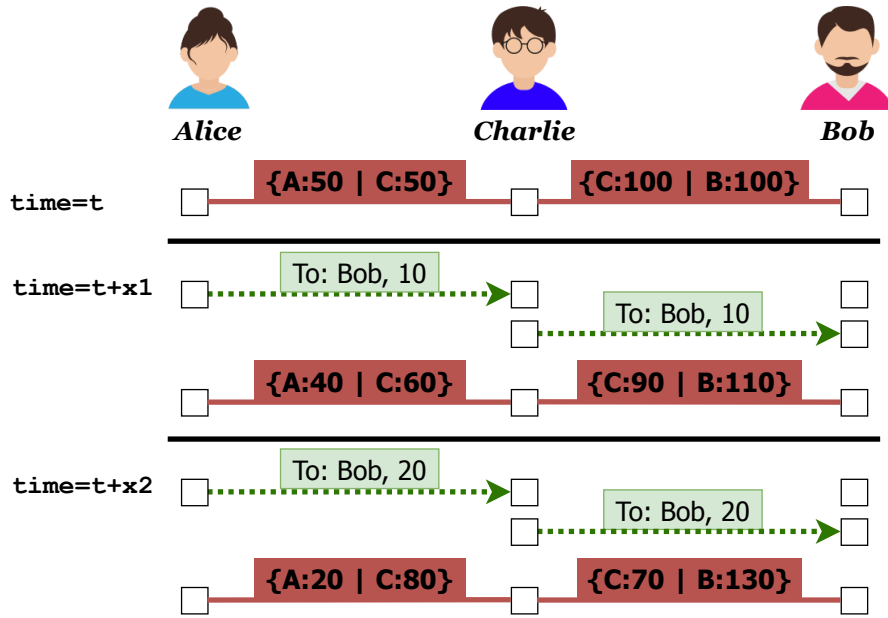 Alice
Charlie
Bob
time=t
{A:50 | C:50}
{C:100 | B:100}
time=t+x1
To: Bob, 10
To: Bob, 10
{A:40 | C:60}
{C:90 | B:110}
time=t+x2
To: Bob, 20
To: Bob, 20
{A:20 | C:80}
{C:70 | B:130}